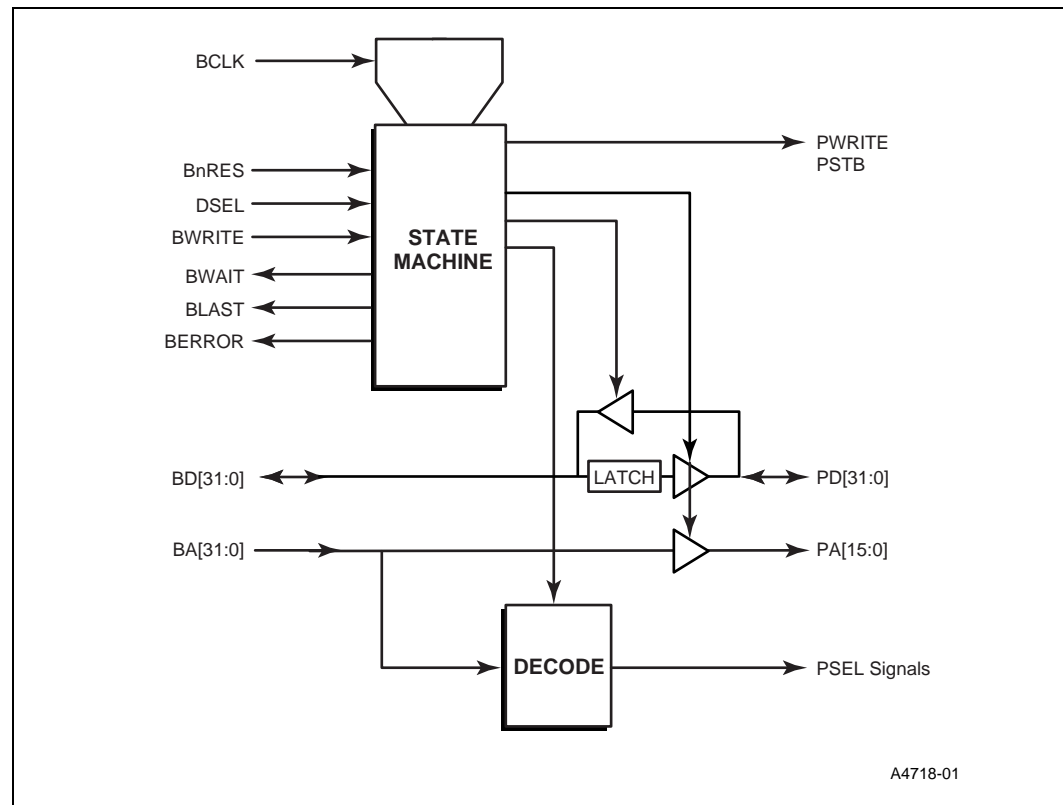 BCLK
PWRITE
PSTB
BnRES
DSEL
BWRITE
STATE
MACHINE
BWAIT
BLAST
BERROR
BD[31:0]
LATCH
PD[31:0]
BA[31:0]
PA[15:0]
DECODE
PSEL Signals
A4718-01